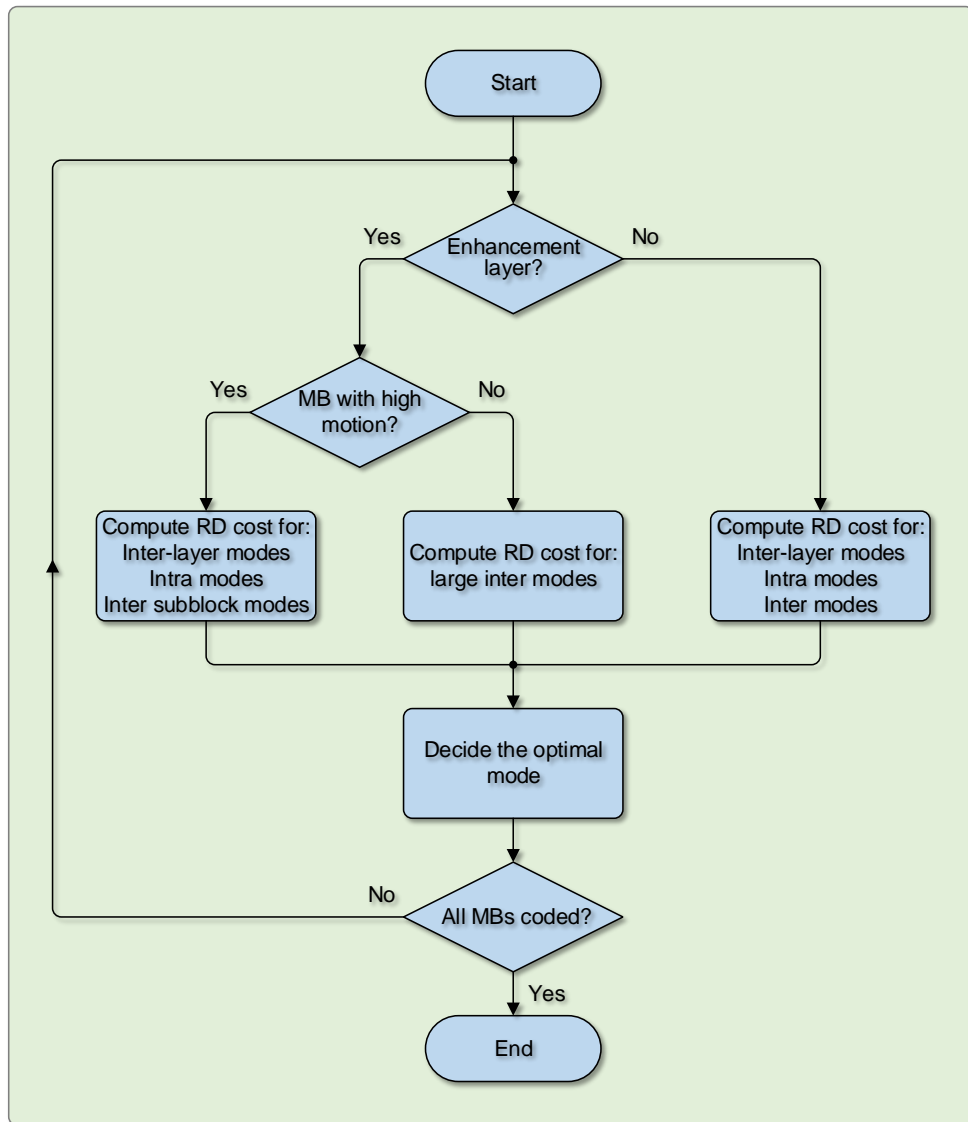 Start
Yes
No
Enhancement
layer?
Yes
No
MB with high
motion?
Compute RD cost for:
Inter-layer modes
Intra modes
Inter subblock modes
Compute RD cost for:
large inter modes
Compute RD cost for:
Inter-layer modes
Intra modes
Inter modes
Decide the optimal
mode
No
All MBs coded?
Yes
End